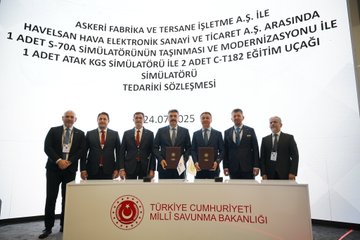 ASKERİ FABRİKA VE TERSANE İŞLETME A.Ş. İLE
HAVELSAN HAVA ELEKTRONİK SANAYİ VE TİCARET A.Ş. ARASINDA
1 ADET S-70A SİMÜLATÖRÜNÜN TAŞINMASI VE MODERNİZASYONU İLE
1 ADET ATAK KGS SİMÜLATÖRÜ İLE 2 ADET C-T182 EĞİTİM UÇAĞI
SİMÜLATÖRÜ
TEDARİKİ SÖZLEŞMESİ
24.07.2025
TÜRKİYE CUMHURİYETİ
MİLLÎ SAVUNMA BAKANLIĞI